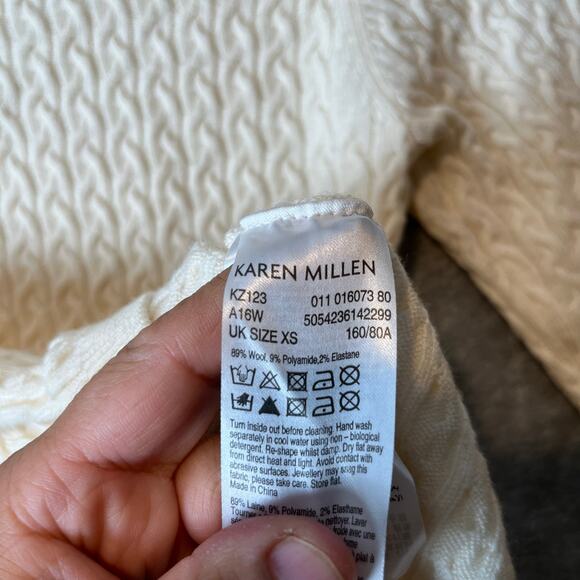 KAREN MILLEN
KZ123 011 016073 80
A16W 5054236142299
UK SIZE XS 160/80A
89% Wool, 9% Polyamide,2% Elastane
Turn inside out before cleaning. Hand wash
separately in cool water using non - biological
detergent. Re-shape whilst damp. Dry flat away
from direct heat and light. Avoid contact with
abrasive surfaces. Jewellery may snag this
fabric, please take care. Store flat.
Made in China
89% Laine, 9% Polyamide, 2% Elasthanne
nettoyer. Laver